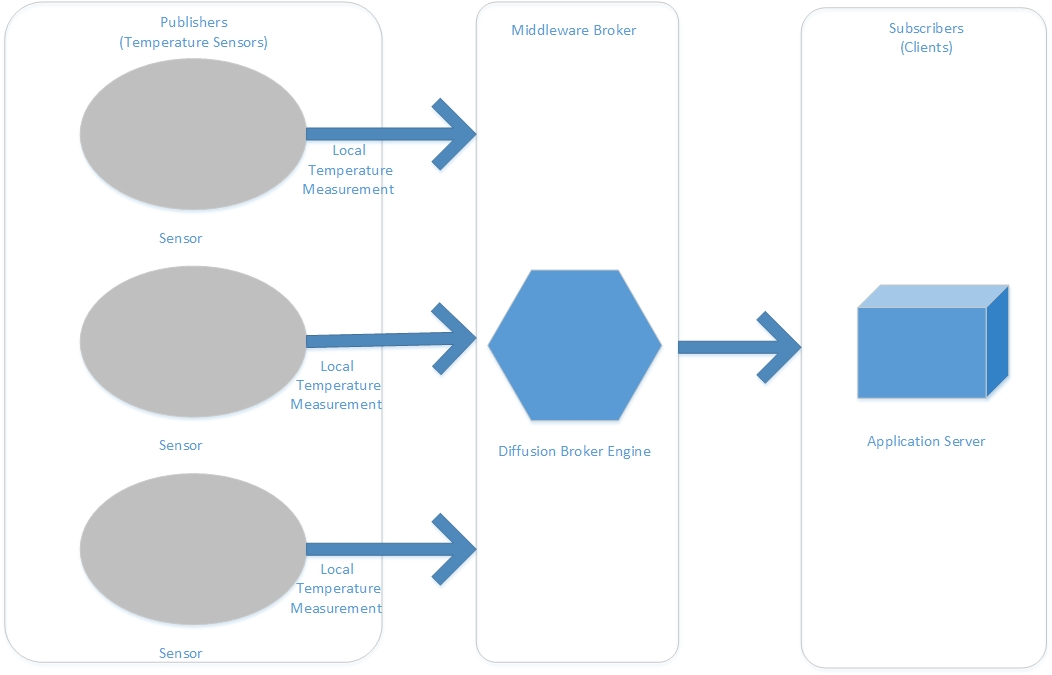 Publishers
(Temperature Sensors)
Middleware Broker
Subscribers
(Clients)
Local
Temperature
Measurement
Sensor
Local
Temperature
Measurement
Sensor
Diffusion Broker Engine
Application Server
Local
Temperature
Measurement
Sensor